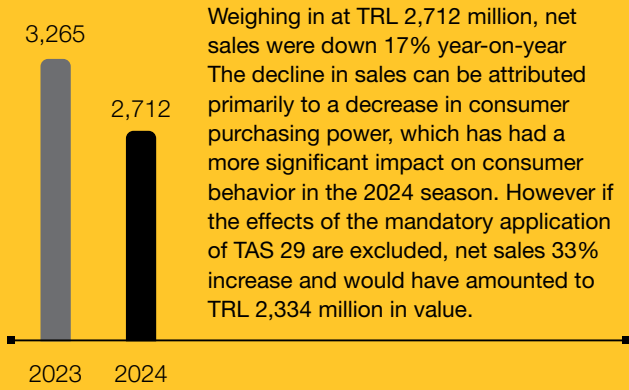 3,265
2,712
2023
2024
Weighing in at TRL 2,712 million, net
sales were down 17% year-on-year
The decline in sales can be attributed
primarily to a decrease in consumer
purchasing power, which has had a
more significant impact on consumer
behavior in the 2024 season. However if
the effects of the mandatory application
of TAS 29 are excluded, net sales 33%
increase and would have amounted to
TRL 2,334 million in value.